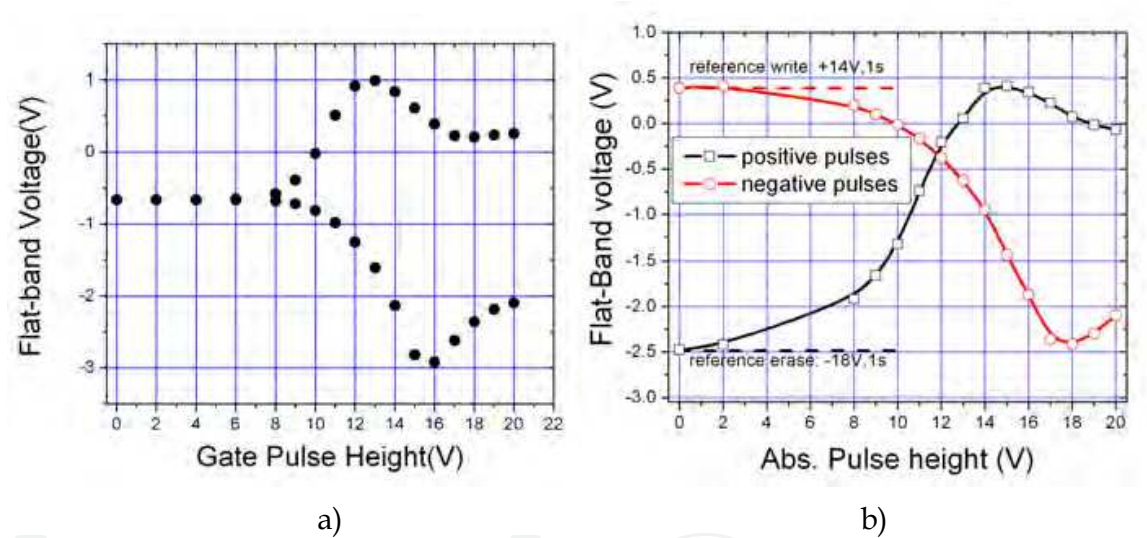 Flat-band Voltage(V)
1
0
-1
-2
-3
0 2 4 6 8 10 12 14 16 18 20 22
Gate Pulse Height(V)
a)
Flat-Band voltage (V)
1.0
0.5
0.0
-0.5
-1.0
-1.5
-2.0
-2.5
-3.0
reference write: +14V,1s
positive pulses
negative pulses
reference erase: -18V,1s
0 2 4 6 8 10 12 14 16 18 20
Abs. Pulse height (V)
b)